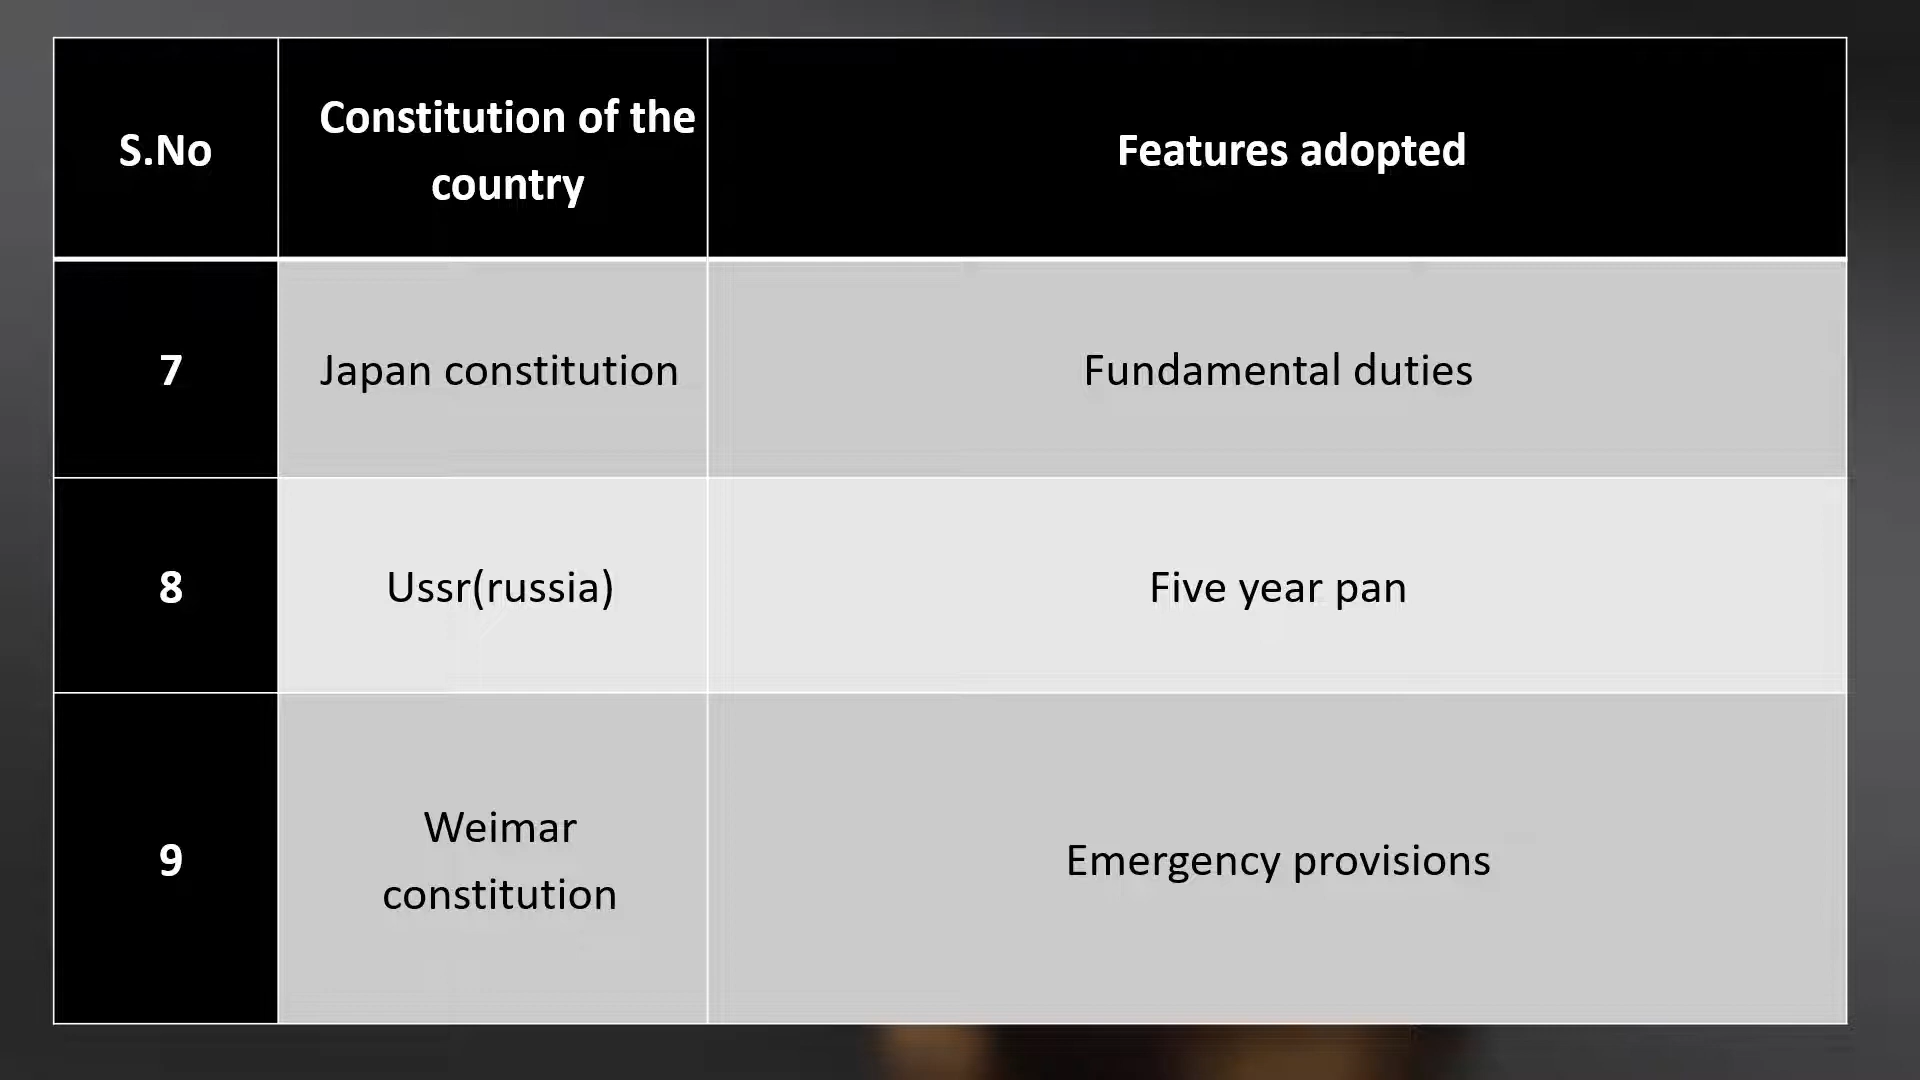 S.No
Constitution of the
country
Features adopted
7
Japan constitution
Fundamental duties
8
Ussr(russia)
Five year pan
9
Weimar
constitution
Emergency provisions